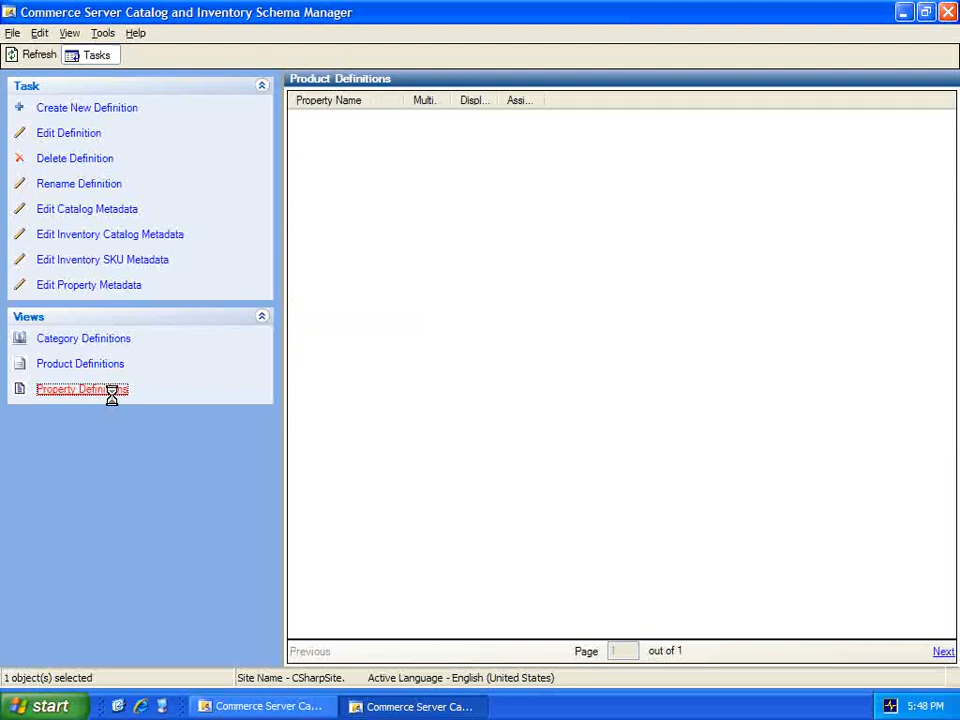 Commerce Server Catalog and Inventory Schema Manager
File Edit View Tools Help
Refresh Tasks
Task
Create New Definition
Edit Definition
Delete Definition
Rename Definition
Edit Catalog Metadata
Edit Inventory Catalog Metadata
Edit Inventory SKU Metadata
Edit Property Metadata
Views
Category Definitions
Product Definitions
Property Definitions
Product Definitions
Property Name Multi... Displ... Assi...
Previous Page 1 out of 1 Next
1 object(s) selected Site Name - CSharpSite. Active Language - English (United States)
start Commerce Server Ca... Commerce Server Ca... 5:48 PM